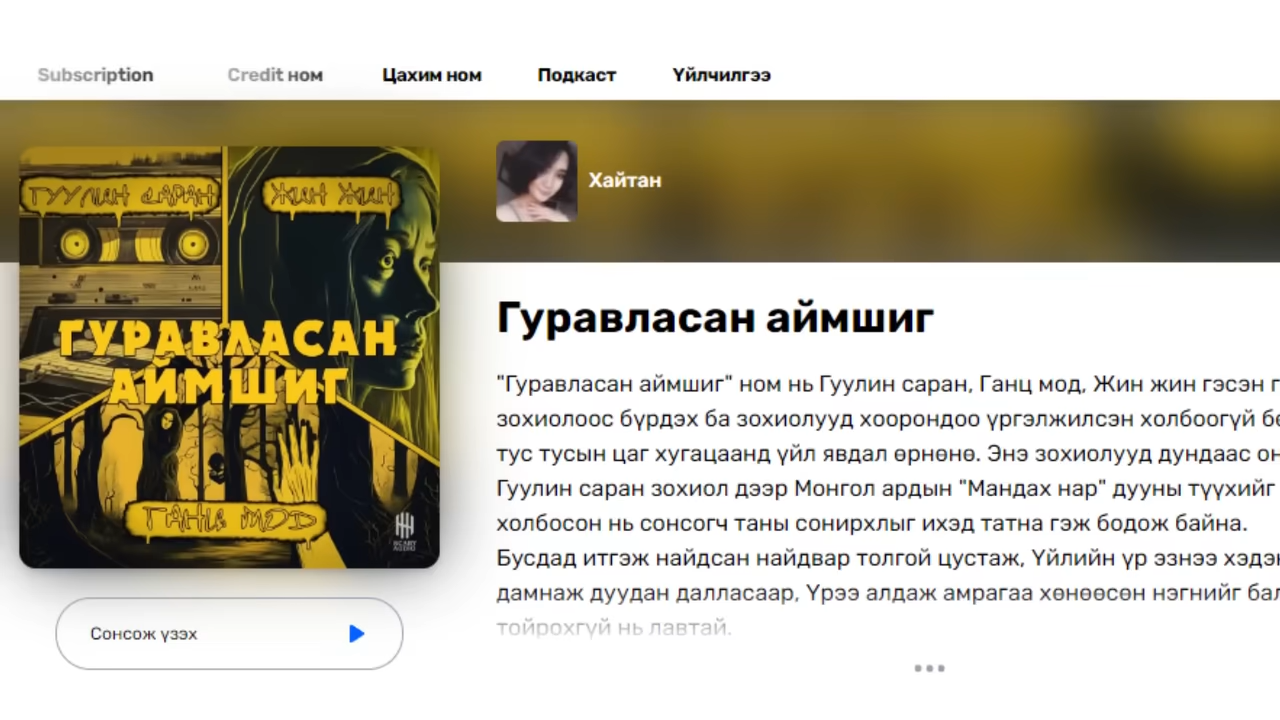 Subscription
Credit ном
Цахим ном
Подкаст
Үйлчилгээ
Хайтан
ГУУЛИН САРАН
ЖИН ЖИН
ГУРАВЛАСАН
АЙМШИГ
ГАНЦ МОД
SCARY
AUDIO
Сонсож үзэх
Гуравласан аймшиг
"Гуравласан аймшиг" ном нь Гуулин саран, Ганц мод, Жин жин гэсэн
зохиолоос бүрдэх ба зохиолууд хоорондоо үргэлжилсэн холбоогүй
тус тусын цаг хугацаанд үйл явдал өрнөнө. Энэ зохиолууд дундаас
Гуулин саран зохиол дээр Монгол ардын "Мандах нар" дууны түүхийг
холбосон нь сонсогч таны сонирхлыг ихэд татна гэж бодож байна.
Бусдад итгэж найдсан найдвар толгой цустаж, Үйлийн үр эзнээ
дамнаж дуудан далласаар, Үрээ алдаж амрагаа хөнөөсөн нэгнийг
тойрохгүй нь лавтай.